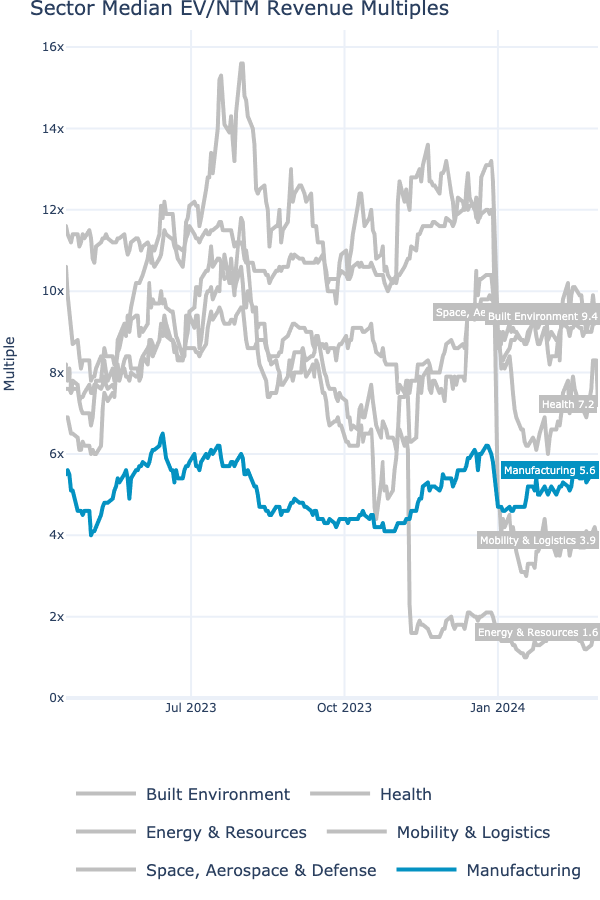 Sector Median EV/NTM Revenue Multiples
16x
14x
12x
10x
8x
6x
4x
2x
0x
Multiple
Space, Ae
Built Environment 9.4
Health 7.2
Manufacturing 5.6
Mobility & Logistics 3.9
Energy & Resources 1.6
Jul 2023
Oct 2023
Jan 2024
Built Environment
Health
Energy & Resources
Mobility & Logistics
Space, Aerospace & Defense
Manufacturing